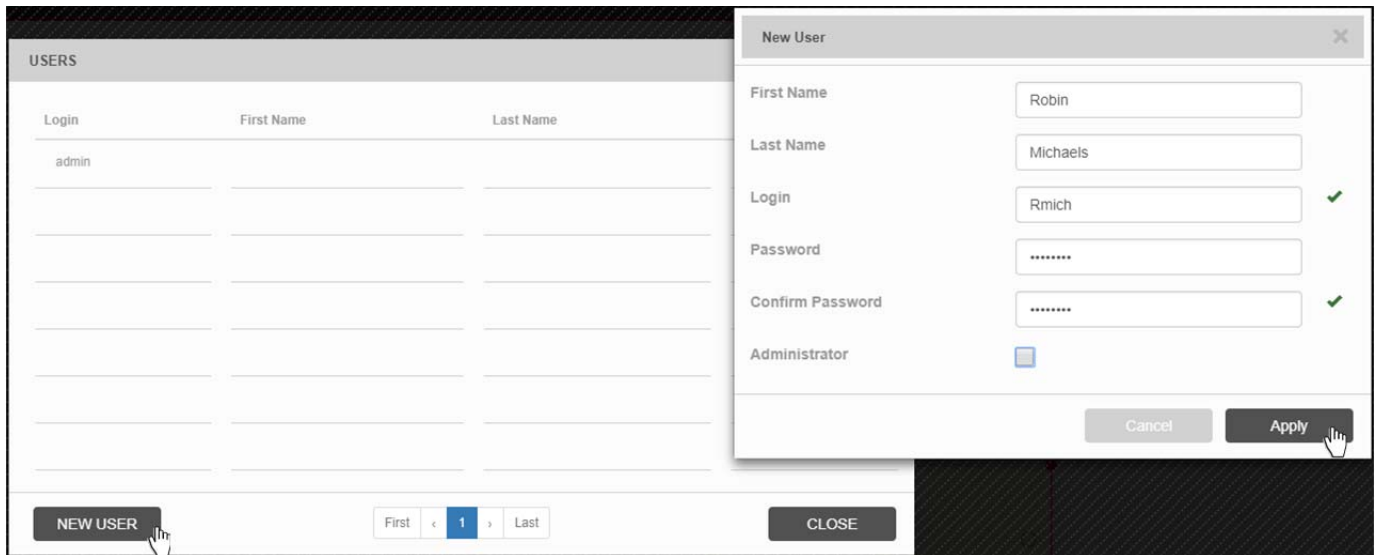 USERS
Login First Name Last Name
admin
NEW USER
First ‹ 1 › Last
CLOSE
New User ×
First Name Robin
Last Name Michaels
Login Rmich
Password ••••••••
Confirm Password ••••••••
Administrator
Cancel Apply